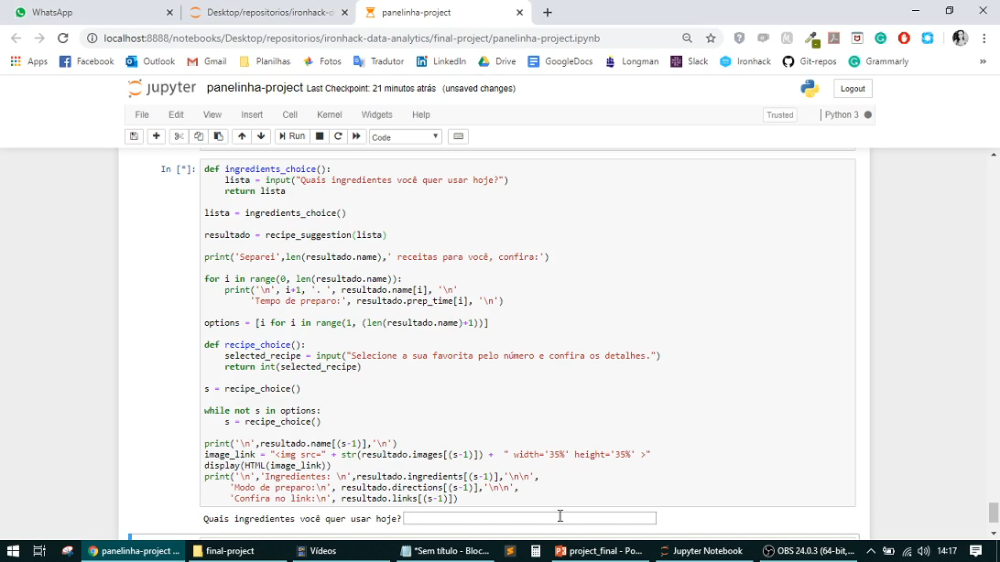 WhatsApp
Desktop/repositorios/ironhack-d
panelinha-project
localhost:8888/notebooks/Desktop/repositorios/ironhack-data-analytics/final-project/panelinha-project.ipynb
Apps Facebook Outlook Gmail Planilhas Fotos Tradutor LinkedIn Drive GoogleDocs Longman Slack Ironhack Git-repos Grammarly
jupyter panelinha-project Last Checkpoint: 21 minutos atrás (unsaved changes) Logout
File Edit View Insert Cell Kernel Widgets Help Trusted Python 3
Run Code
In [*]: def ingredients_choice():
lista = input("Quais ingredientes você quer usar hoje?")
return lista
lista = ingredients_choice()
resultado = recipe_suggestion(lista)
print('Separei',len(resultado.name),' receitas para você, confira:')
for i in range(0, len(resultado.name)):
print('\n', i+1, '. ', resultado.name[i], '\n'
'Tempo de preparo:', resultado.prep_time[i], '\n')
options = [i for i in range(1, (len(resultado.name)+1))]
def recipe_choice():
selected_recipe = input("Selecione a sua favorita pelo número e confira os detalhes.")
return int(selected_recipe)
s = recipe_choice()
while not s in options:
s = recipe_choice()
print('\n',resultado.name[(s-1)],'\n')
image_link = "<img src=" + str(resultado.images[(s-1)]) +  " width='35%' height='35%' >"
display(HTML(image_link))
print('\n','Ingredientes: \n',resultado.ingredients[(s-1)],'\n\n',
'Modo de preparo:\n', resultado.directions[(s-1)],'\n\n',
'Confira no link:\n', resultado.links[(s-1)])
Quais ingredientes você quer usar hoje?
panelinha-project ... final-project Vídeos *Sem título - Bloc... project_final - Po... Jupyter Notebook OBS 24.0.3 (64-bit,... 14:17